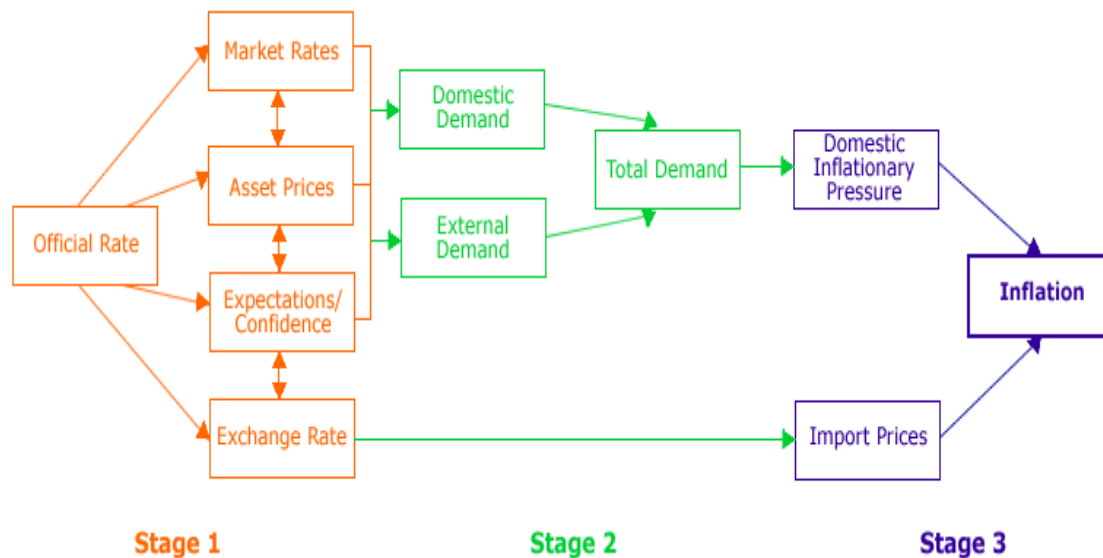 Market Rates
Domestic
Demand
Asset Prices
Total Demand
Domestic
Inflationary
Pressure
Official Rate
External
Demand
Expectations/
Confidence
Inflation
Exchange Rate
Import Prices
Stage 1
Stage 2
Stage 3